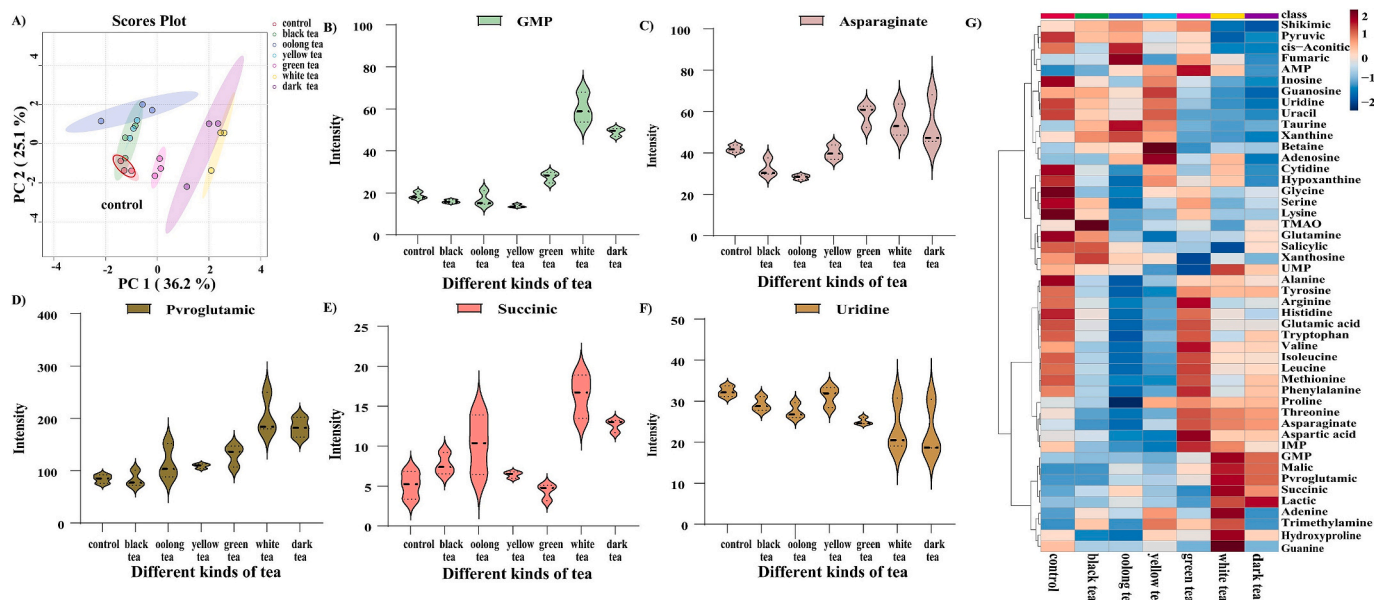 A)
Scores Plot
control
black tea
oolong tea
yellow tea
green tea
white tea
dark tea
PC 2 ( 25.1 %)
4
2
0
-2
-4
control
-4
-2
0
2
4
PC 1 ( 36.2 %)
B)
GMP
Intensity
100
80
60
40
20
0
control
black tea
oolong tea
yellow tea
green tea
white tea
dark tea
Different kinds of tea
C)
Asparaginate
Intensity
100
80
60
40
20
0
control
black tea
oolong tea
yellow tea
green tea
white tea
dark tea
Different kinds of tea
D)
Pvroglutamic
Intensity
400
300
200
100
0
control
black tea
oolong tea
yellow tea
green tea
white tea
dark tea
Different kinds of tea
E)
Succinic
Intensity
25
20
15
10
5
0
control
black tea
oolong tea
yellow tea
green tea
white tea
dark tea
Different kinds of tea
F)
Uridine
Intensity
50
40
30
20
10
0
control
black tea
oolong tea
yellow tea
green tea
white tea
dark tea
Different kinds of tea
G)
class
Shikimic
Pyruvic
cis−Aconitic
Fumaric
AMP
Inosine
Guanosine
Uridine
Uracil
Taurine
Xanthine
Betaine
Adenosine
Cytidine
Hypoxanthine
Glycine
Serine
Lysine
TMAO
Glutamine
Salicylic
Xanthosine
UMP
Alanine
Tyrosine
Arginine
Histidine
Glutamic acid
Tryptophan
Valine
Isoleucine
Leucine
Methionine
Phenylalanine
Proline
Threonine
Asparaginate
Aspartic acid
IMP
GMP
Malic
Pyroglutamic
Succinic
Lactic
Adenine
Trimethylamine
Hydroxyproline
Guanine
control
black tea
oolong tea
yellow tea
green tea
white tea
dark tea
2
1
0
−1
−2